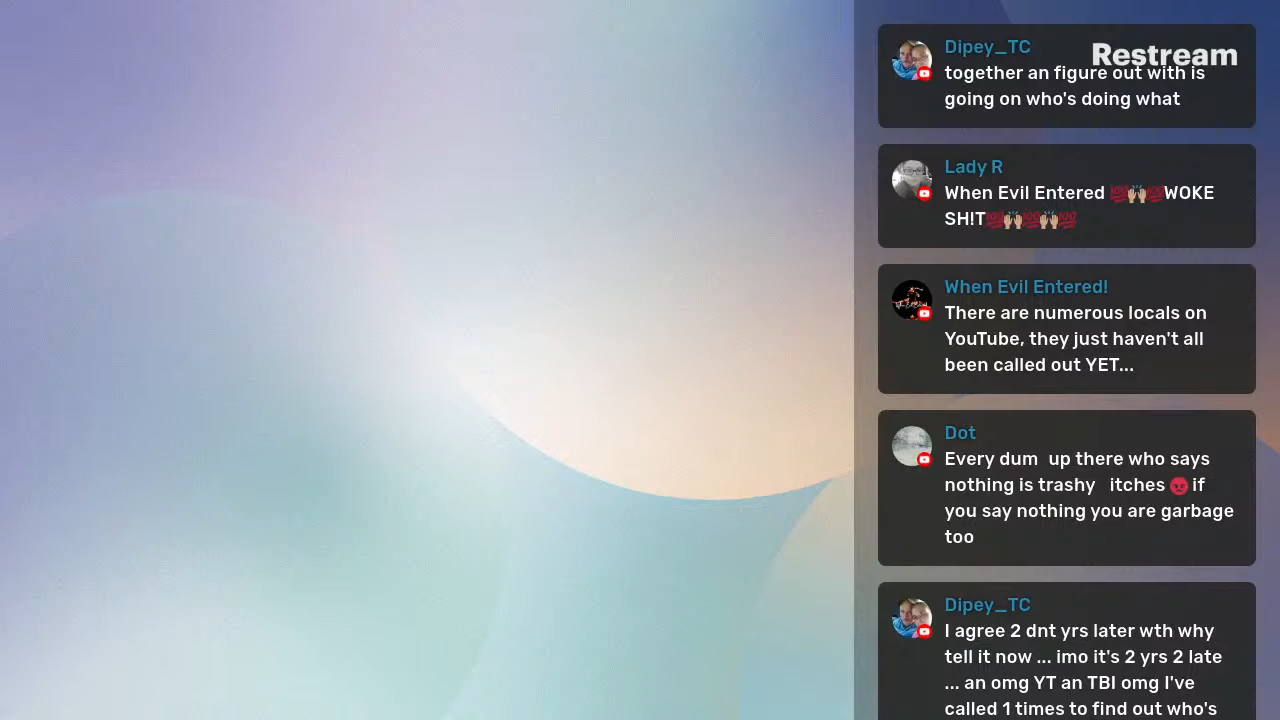 Restream
Dipey_TC
together an figure out with is
going on who's doing what
Lady R
When Evil Entered 💯🙌🏼💯WOKE
SH!T💯🙌🏼💯🙌🏼💯
When Evil Entered!
There are numerous locals on
YouTube, they just haven't all
been called out YET...
Dot
Every dum up there who says
nothing is trashy itches 😡 if
you say nothing you are garbage
too
Dipey_TC
I agree 2 dnt yrs later wth why
tell it now ... imo it's 2 yrs 2 late
... an omg YT an TBI omg I've
called 1 times to find out who's